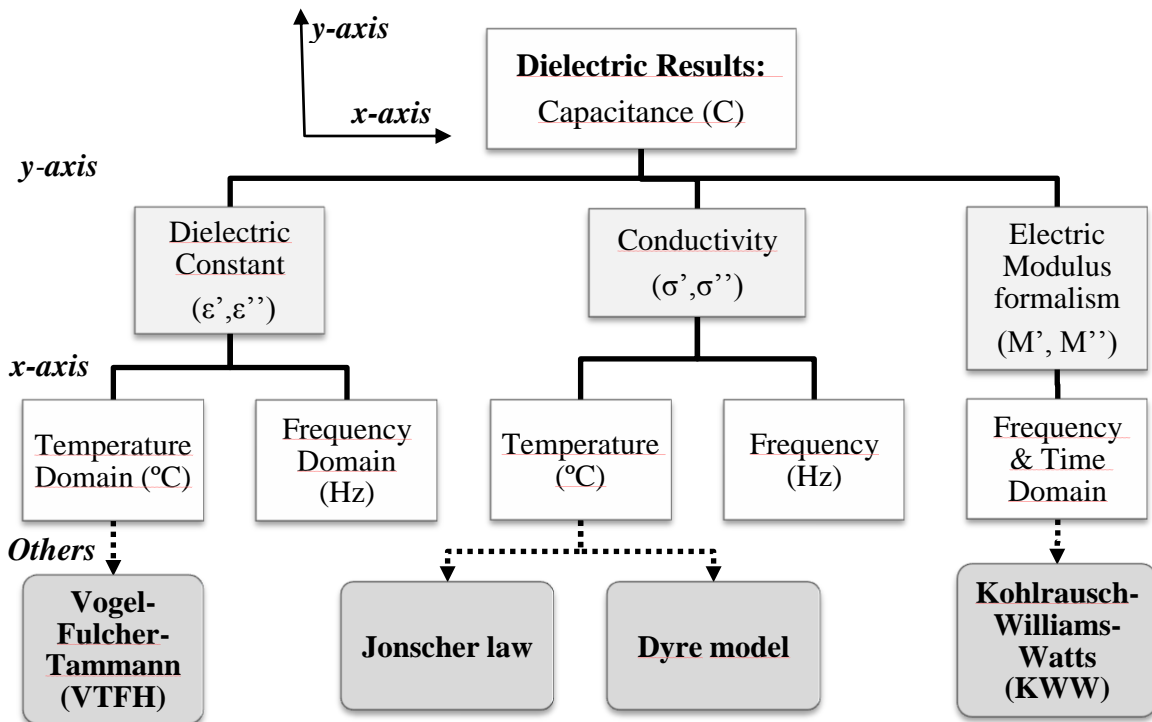 y-axis
x-axis
Dielectric Results:
Capacitance (C)
y-axis
Dielectric
Constant
(ε’,ε’’)
Conductivity
(σ’,σ’’)
Electric
Modulus
formalism
(M’, M’’)
x-axis
Temperature
Domain (ºC)
Frequency
Domain
(Hz)
Temperature
(ºC)
Frequency
(Hz)
Frequency
& Time
Domain
Others
Vogel-
Fulcher-
Tammann
(VTFH)
Jonscher law
Dyre model
Kohlrausch-
Williams-
Watts
(KWW)